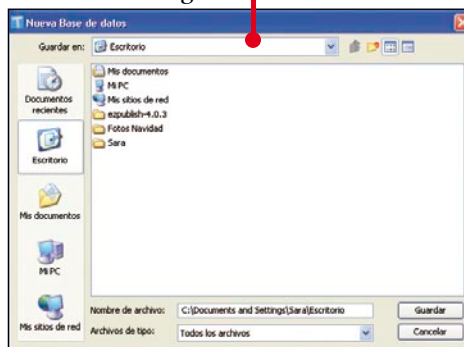 Nueva Base de datos
Guardar en: Escritorio
Documentos
recientes
Escritorio
Mis documentos
Mi PC
Mis sitios de red
Mis documentos
Mi PC
Mis sitios de red
ezpublish-4.0.3
Fotos Navidad
Sara
Nombre de archivo: C:\Documents and Settings\Sara\Escritorio Guardar
Archivos de tipo: Todos los archivos Cancelar